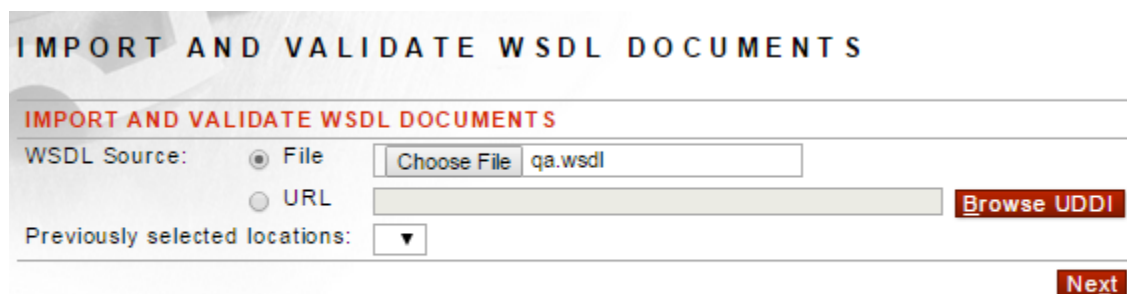 IMPORT AND VALIDATE WSDL DOCUMENTS
IMPORT AND VALIDATE WSDL DOCUMENTS
WSDL Source: File Choose File qa.wsdl
URL Browse UDDI
Previously selected locations:
Next